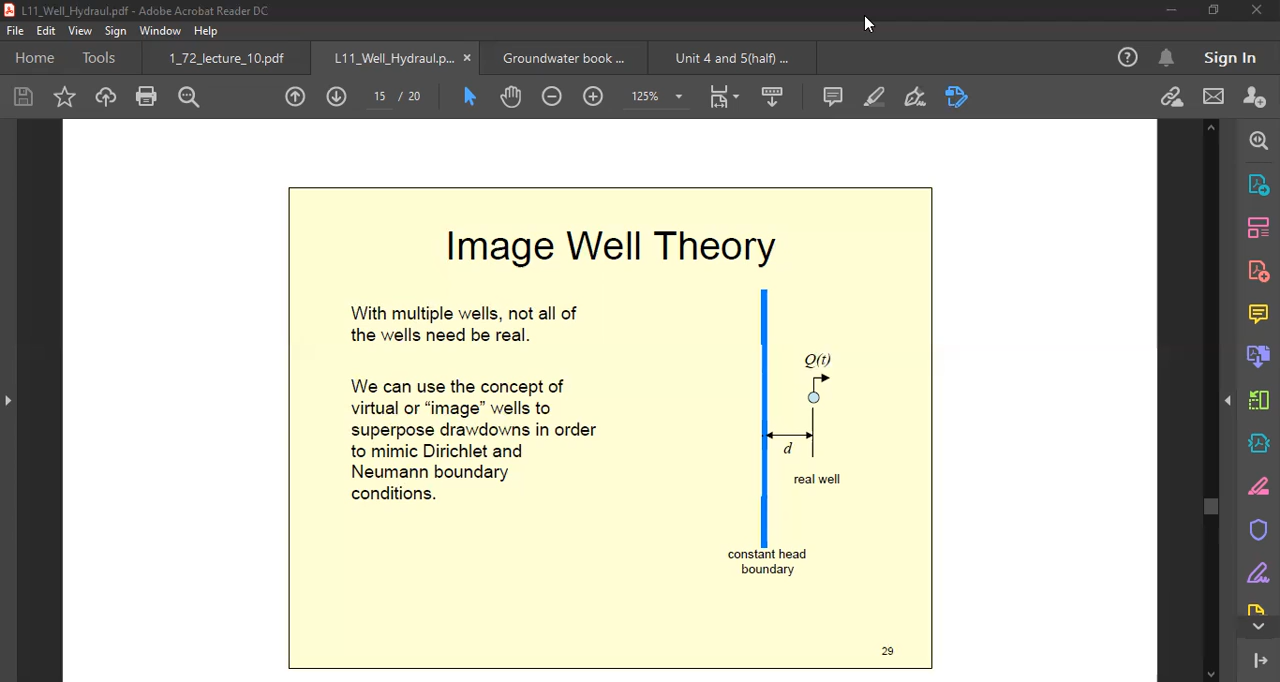 L11_Well_Hydraul.pdf - Adobe Acrobat Reader DC
File Edit View Sign Window Help
Home Tools 1_72_lecture_10.pdf L11_Well_Hydraul.p... × Groundwater book ... Unit 4 and 5(half) ... Sign In
15 / 20 125%
Image Well Theory
With multiple wells, not all of
the wells need be real.
We can use the concept of
virtual or “image” wells to
superpose drawdowns in order
to mimic Dirichlet and
Neumann boundary
conditions.
Q(t)
d
real well
constant head
boundary
29